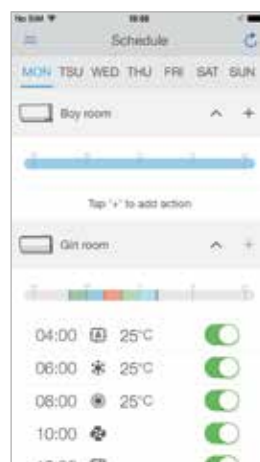 No SIM
Schedule
MON TSU WED THU FRI SAT SUN
Boy room
+
Tap '+' to add action
Girl room
+
04:00 A 25°C
06:00 25°C
08:00 25°C
10:00